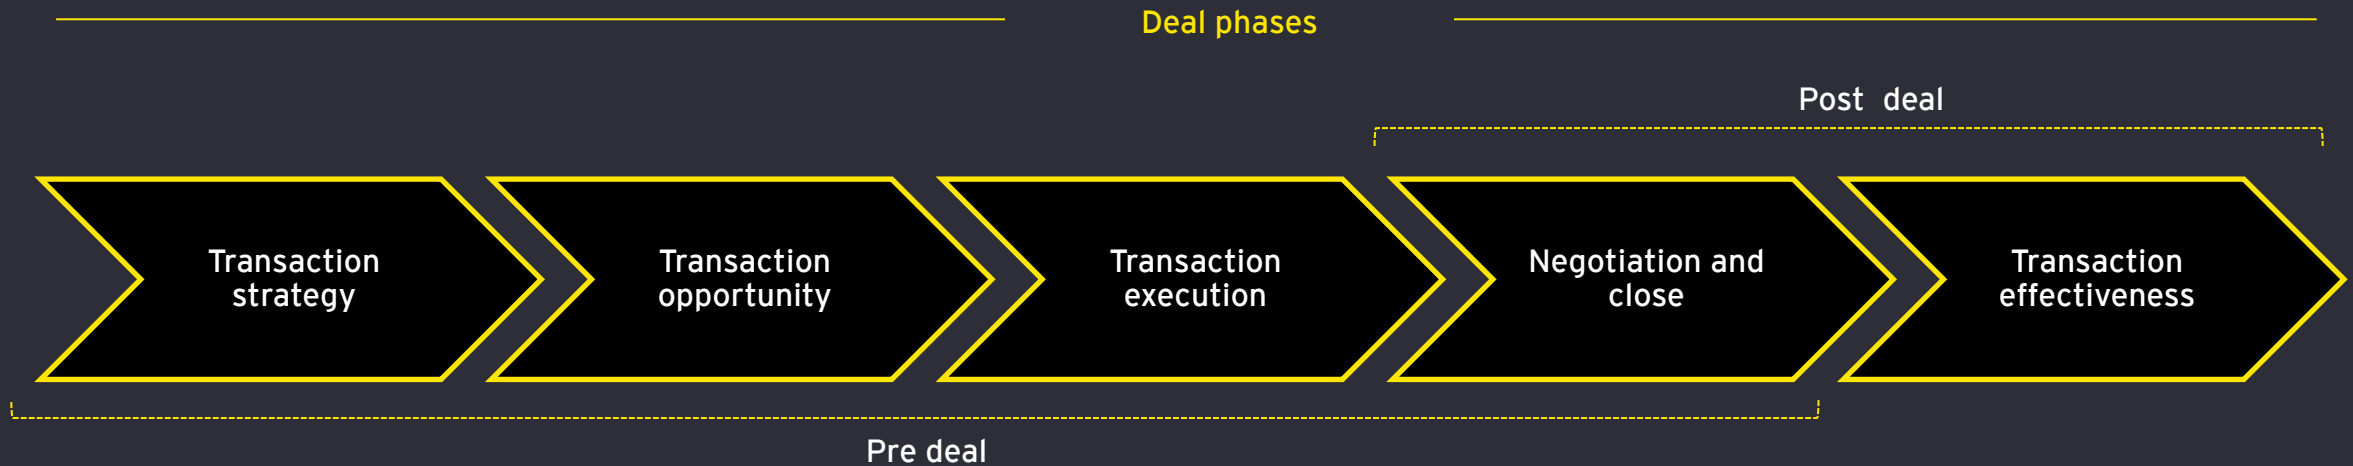 Deal phases
Post deal
Transaction
strategy
Transaction
opportunity
Transaction
execution
Negotiation and
close
Transaction
effectiveness
Pre deal